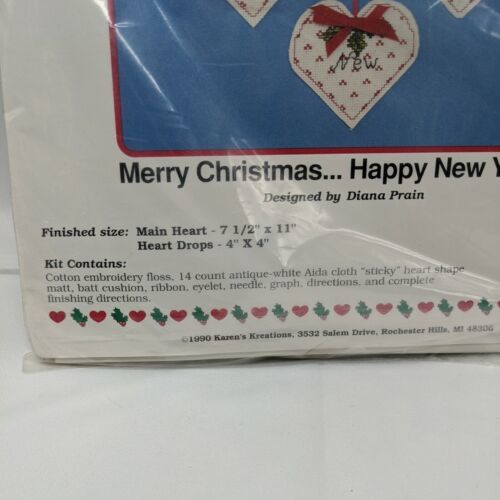 New
Merry Christmas... Happy New Y
Designed by Diana Prain
Finished size: Main Heart - 7 1/2" x 11"
Heart Drops - 4" X 4"
Kit Contains:
Cotton embroidery floss, 14 count antique-white Aida cloth "sticky" heart shape
matt, batt cushion, ribbon, eyelet, needle, graph, directions, and complete
finishing directions.
©1990 Karen's Kreations, 3532 Salem Drive, Rochester Hills, MI 48306